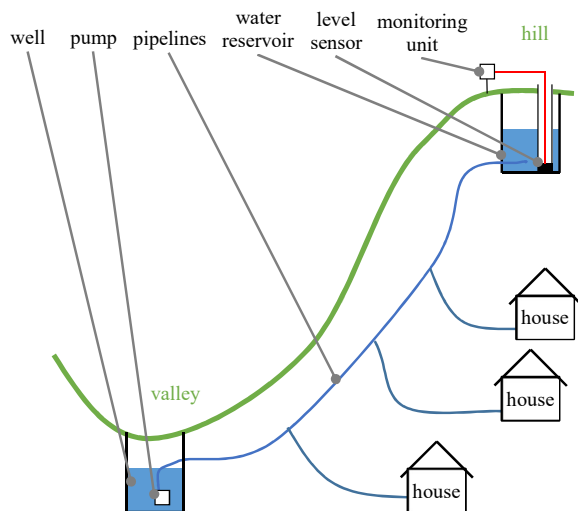 well
pump
pipelines
water
reservoir
level
sensor
monitoring
unit
hill
valley
house
house
house